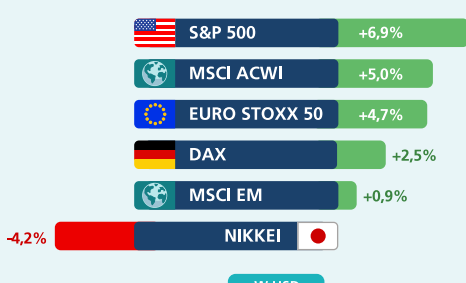 S&P 500 +6,9%
MSCI ACWI +5,0%
EURO STOXX 50 +4,7%
DAX +2,5%
MSCI EM +0,9%
-4,2% NIKKEI
W USD